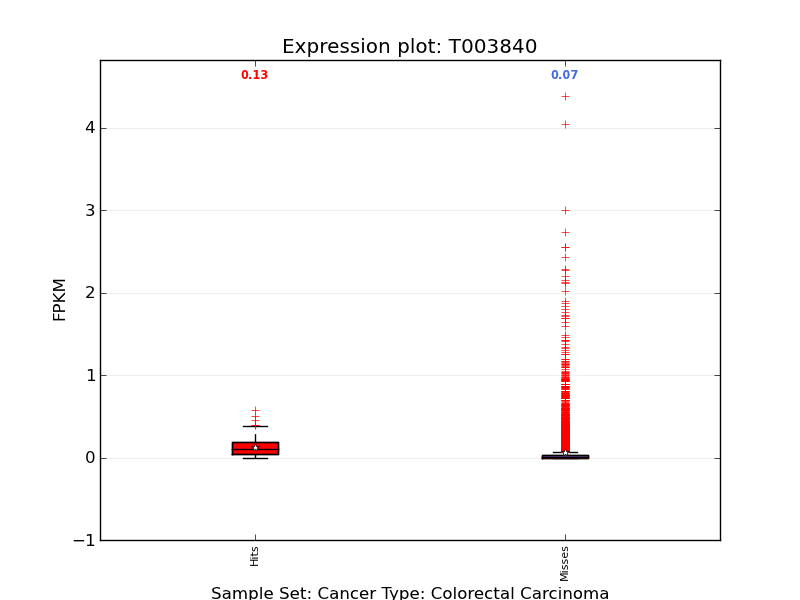 Expression plot: T003840
0.13
0.07
4
3
2
1
0
−1
FPKM
Hits
Misses
Sample Set: Cancer Type: Colorectal Carcinoma